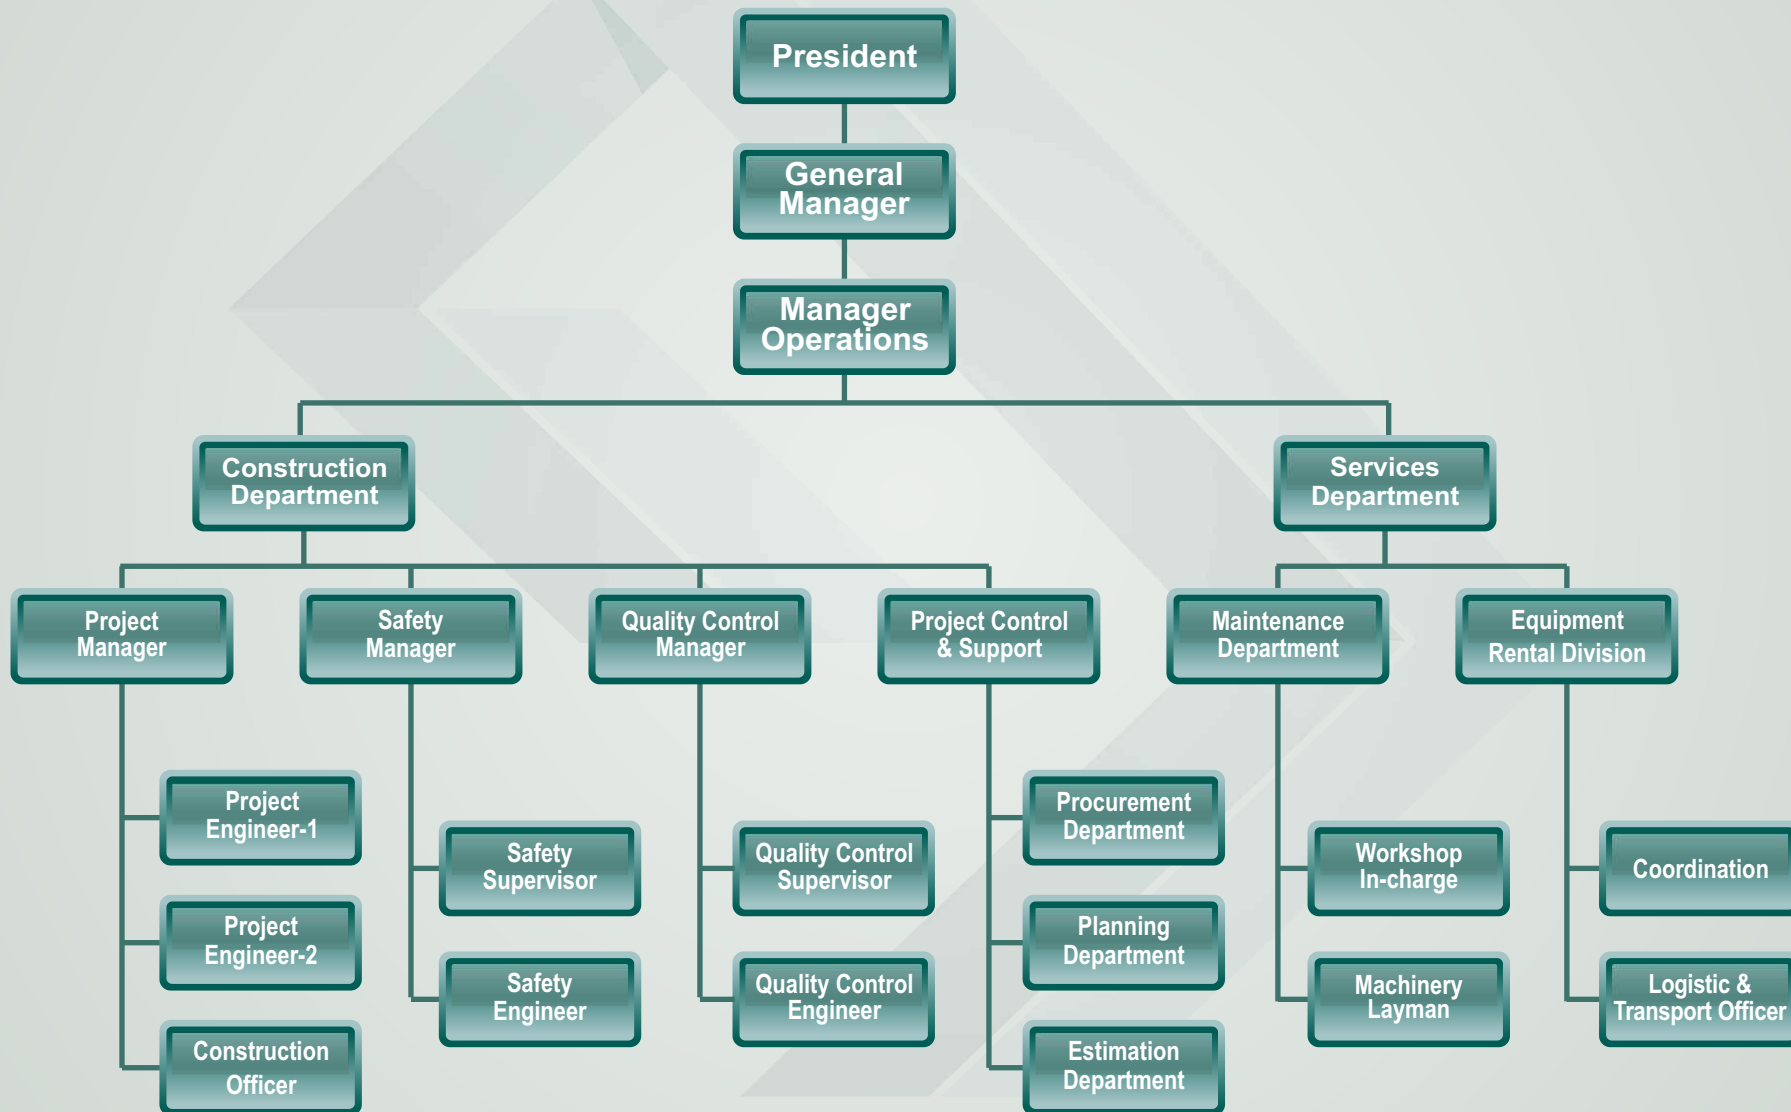 President
General
Manager
Manager
Operations
Construction
Department
Services
Department
Project
Manager
Safety
Manager
Quality Control
Manager
Project Control
& Support
Maintenance
Department
Equipment
Rental Division
Project
Engineer-1
Project
Engineer-2
Construction
Officer
Safety
Supervisor
Safety
Engineer
Quality Control
Supervisor
Quality Control
Engineer
Procurement
Department
Planning
Department
Estimation
Department
Workshop
In-charge
Machinery
Layman
Coordination
Logistic &
Transport Officer